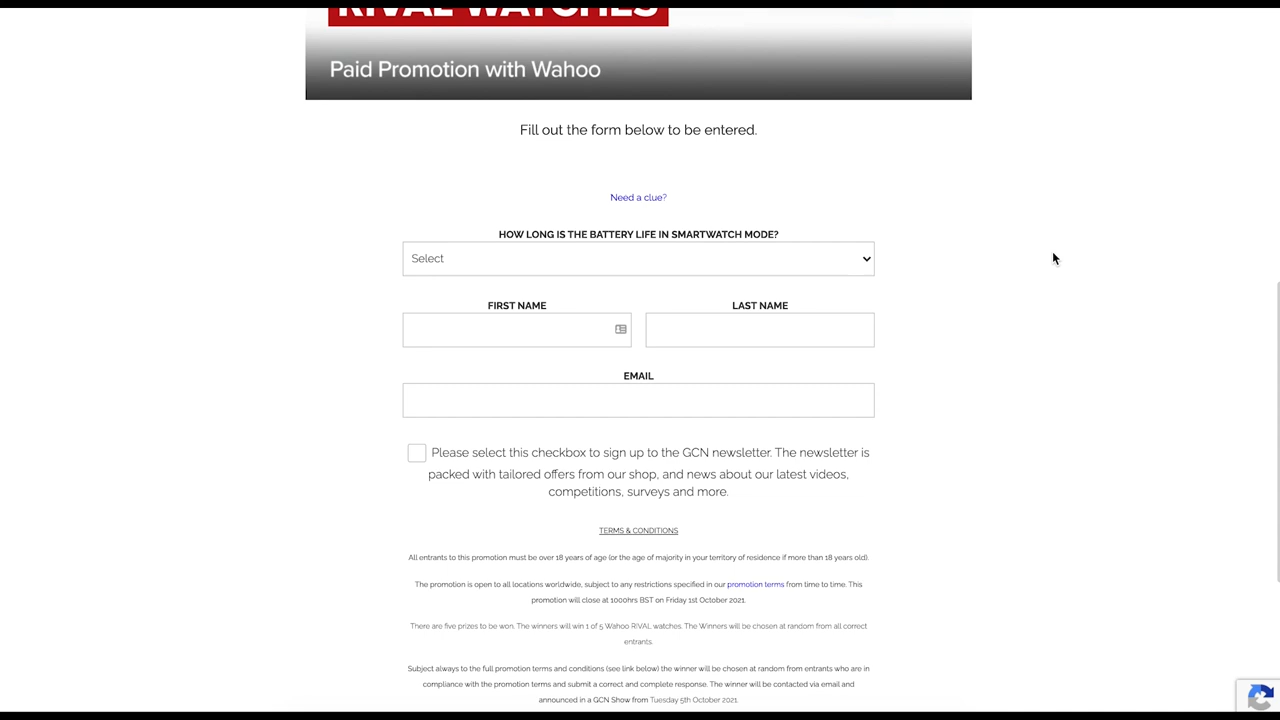 RIVAL WATCHES
Paid Promotion with Wahoo
Fill out the form below to be entered.
Need a clue?
HOW LONG IS THE BATTERY LIFE IN SMARTWATCH MODE?
Select
FIRST NAME
LAST NAME
EMAIL
Please select this checkbox to sign up to the GCN newsletter. The newsletter is
packed with tailored offers from our shop, and news about our latest videos,
competitions, surveys and more.
TERMS & CONDITIONS
All entrants to this promotion must be over 18 years of age (or the age of majority in your territory of residence if more than 18 years old).
The promotion is open to all locations worldwide, subject to any restrictions specified in our promotion terms from time to time. This
promotion will close at 1000hrs BST on Friday 1st October 2021.
There are five prizes to be won. The winners will win 1 of 5 Wahoo RIVAL watches. The Winners will be chosen at random from all correct
entrants.
Subject always to the full promotion terms and conditions (see link below) the winner will be chosen at random from entrants who are in
compliance with the promotion terms and submit a correct and complete response. The winner will be contacted via email and
announced in a GCN Show from Tuesday 5th October 2021.